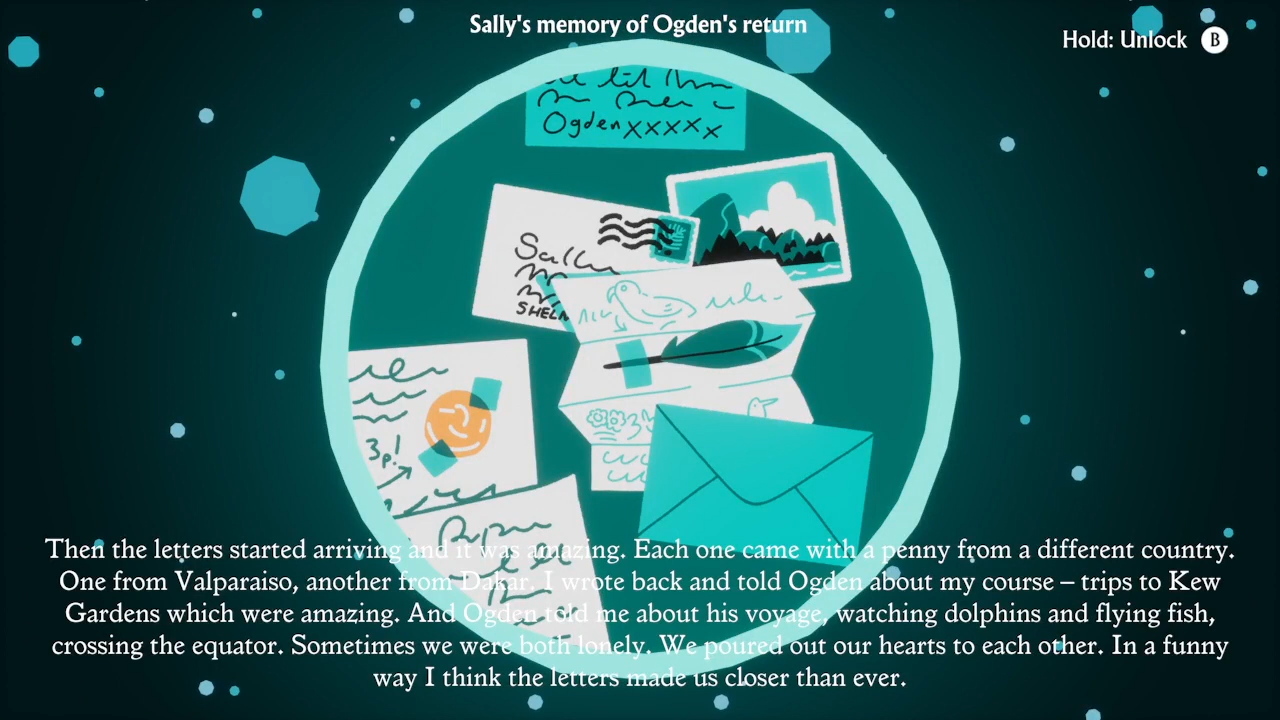 Sally's memory of Ogden's return
Hold: Unlock B
Ogden xxxxx
Sally
3p!
Then the letters started arriving and it was amazing. Each one came with a penny from a different country.
One from Valparaiso, another from Dakar. I wrote back and told Ogden about my course – trips to Kew
Gardens which were amazing. And Ogden told me about his voyage, watching dolphins and flying fish,
crossing the equator. Sometimes we were both lonely. We poured out our hearts to each other. In a funny
way I think the letters made us closer than ever.